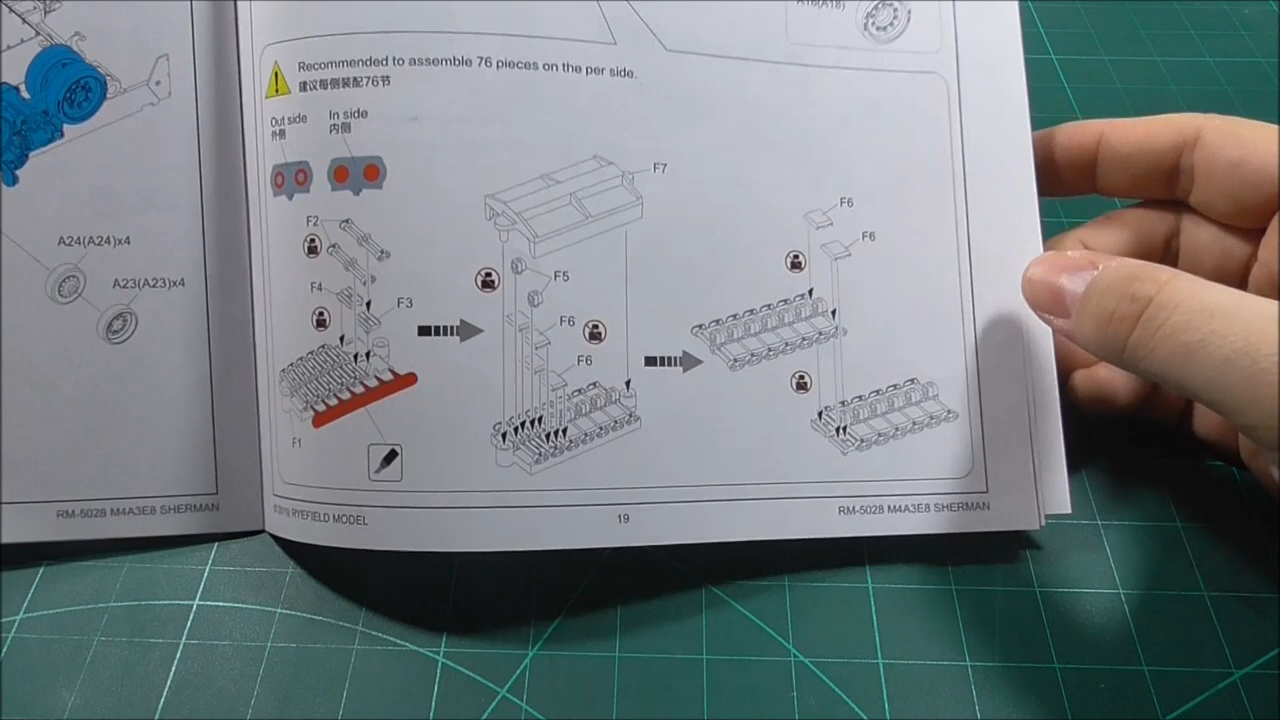 A18(A18)
Recommended to assemble 76 pieces on the per side.
建议每侧装配76节
Out side
外侧
In side
内侧
F7
F2
F6
F6
A24(A24)x4
A23(A23)x4
F5
F4
F3
F6
F6
F1
RM-5028 M4A3E8 SHERMAN
©2019 RYEFIELD MODEL
19
RM-5028 M4A3E8 SHERMAN